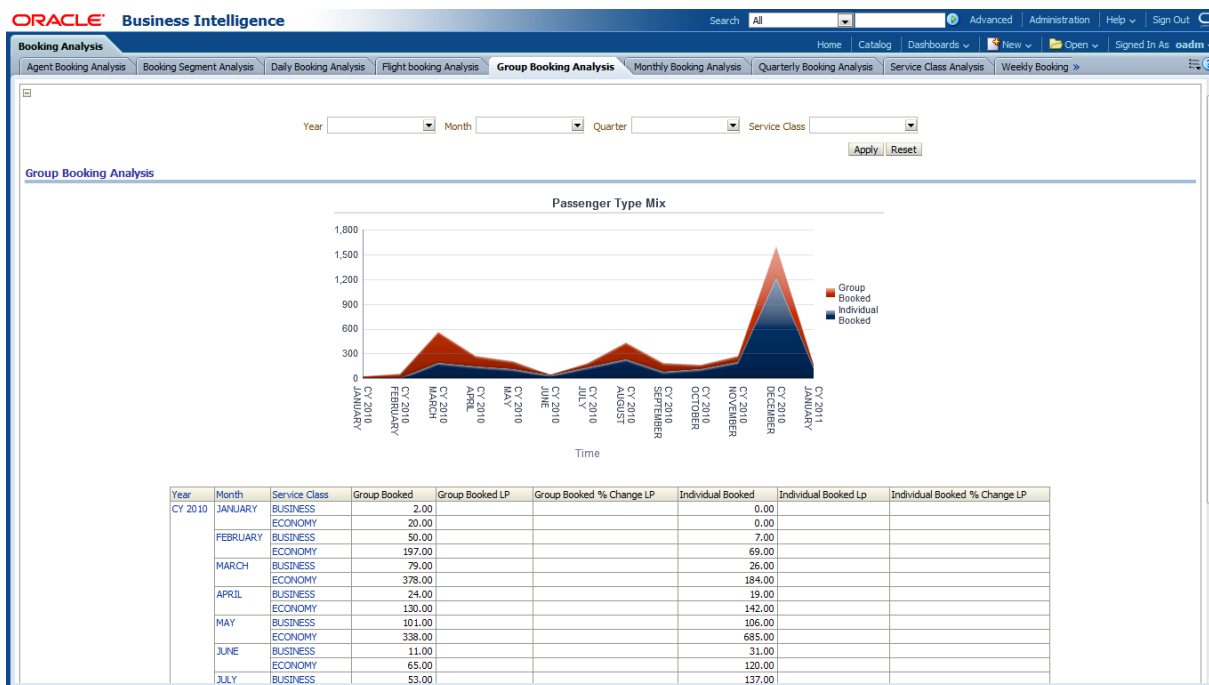 ORACLE Business Intelligence Search All Advanced Administration Help Sign Out
Booking Analysis Home Catalog Dashboards New Open Signed In As oadm
Agent Booking Analysis Booking Segment Analysis Daily Booking Analysis Flight booking Analysis Group Booking Analysis Monthly Booking Analysis Quarterly Booking Analysis Service Class Analysis Weekly Booking »
Year Month Quarter Service Class
Apply Reset
Group Booking Analysis
Passenger Type Mix
1,800
1,500
1,200
900
600
300
0
Group
Booked
Individual
Booked
CY 2010
JANUARY
CY 2010
FEBRUARY
CY 2010
MARCH
CY 2010
APRIL
CY 2010
MAY
CY 2010
JUNE
CY 2010
JULY
CY 2010
AUGUST
CY 2010
SEPTEMBER
CY 2010
OCTOBER
CY 2010
NOVEMBER
CY 2010
DECEMBER
CY 2011
JANUARY
Time
Year Month Service Class Group Booked Group Booked LP Group Booked % Change LP Individual Booked Individual Booked Lp Individual Booked % Change LP
CY 2010 JANUARY BUSINESS 2.00 0.00
ECONOMY 20.00 0.00
FEBRUARY BUSINESS 50.00 7.00
ECONOMY 197.00 69.00
MARCH BUSINESS 79.00 26.00
ECONOMY 378.00 184.00
APRIL BUSINESS 24.00 19.00
ECONOMY 130.00 142.00
MAY BUSINESS 101.00 106.00
ECONOMY 338.00 685.00
JUNE BUSINESS 11.00 31.00
ECONOMY 65.00 120.00
JULY BUSINESS 53.00 137.00